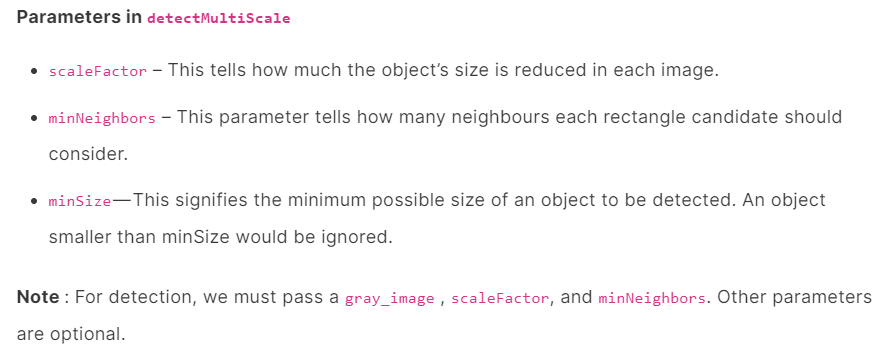 Parameters in detectMultiScale
• scaleFactor – This tells how much the object’s size is reduced in each image.
• minNeighbors – This parameter tells how many neighbours each rectangle candidate should
consider.
• minSize—This signifies the minimum possible size of an object to be detected. An object
smaller than minSize would be ignored.
Note : For detection, we must pass a gray_image , scaleFactor, and minNeighbors. Other parameters
are optional.